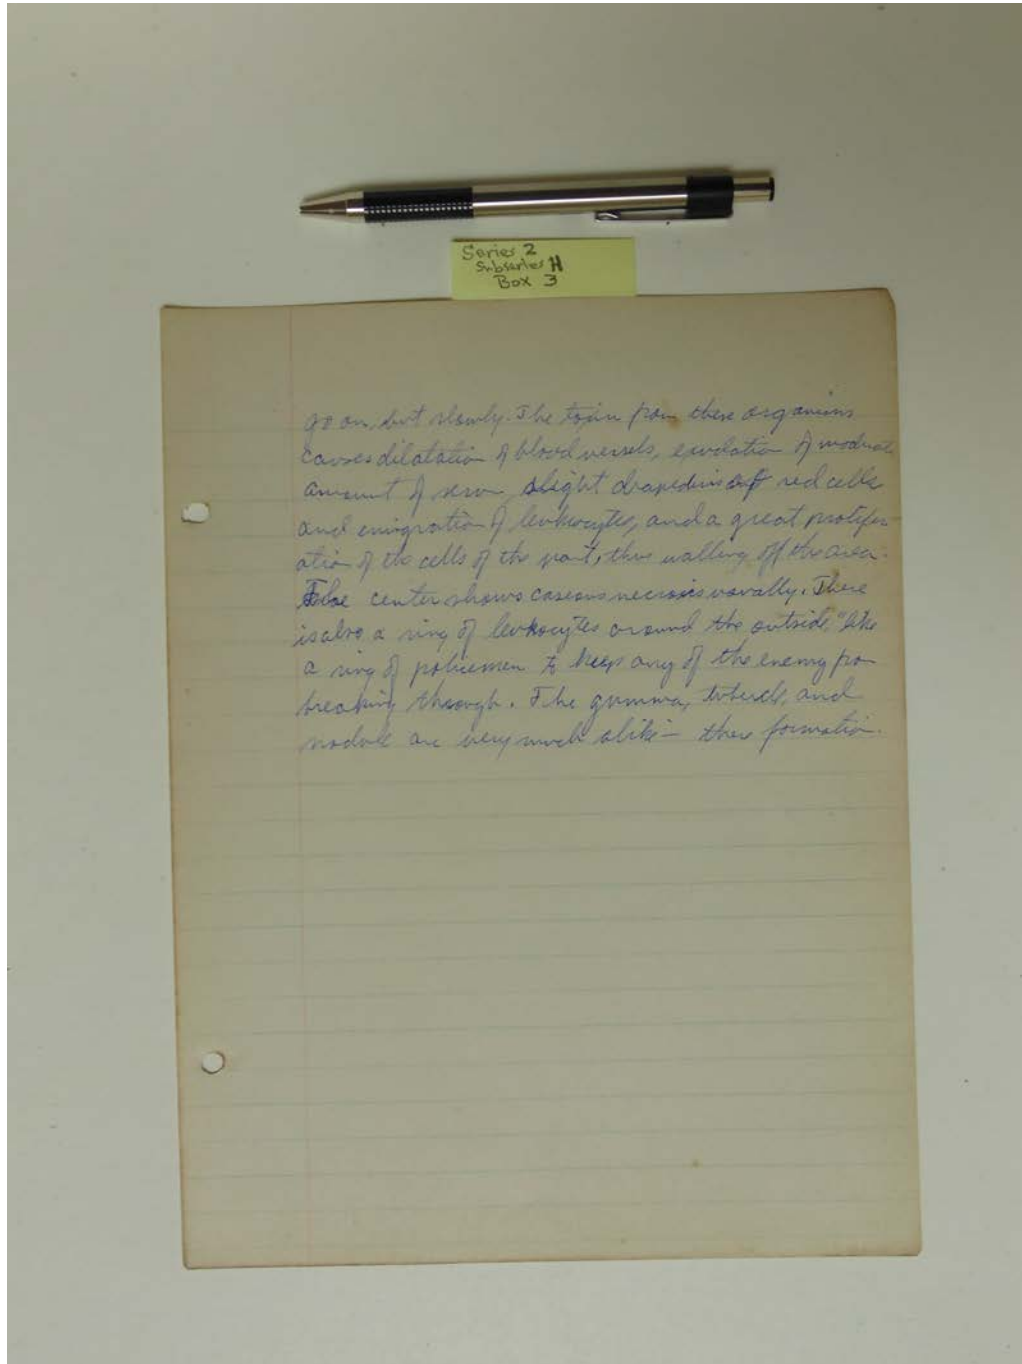 Series 2
Subseries H
Box 3
go on, but slowly. The toxin from these organisms
causes dilatation of blood vessels, exudation of moderate
amount of serum slight diapedesis of red cells
and emigration of leukocytes, and a great prolifer-
ation of the cells of the part, thus walling off the area.
The center shows caseous necrosis usually. There
is also a ring of leukocytes around the outside "like
a ring of policemen to keep any of the enemy from
breaking through. The gumma, tubercle, and
nodule are very much alike - formation.